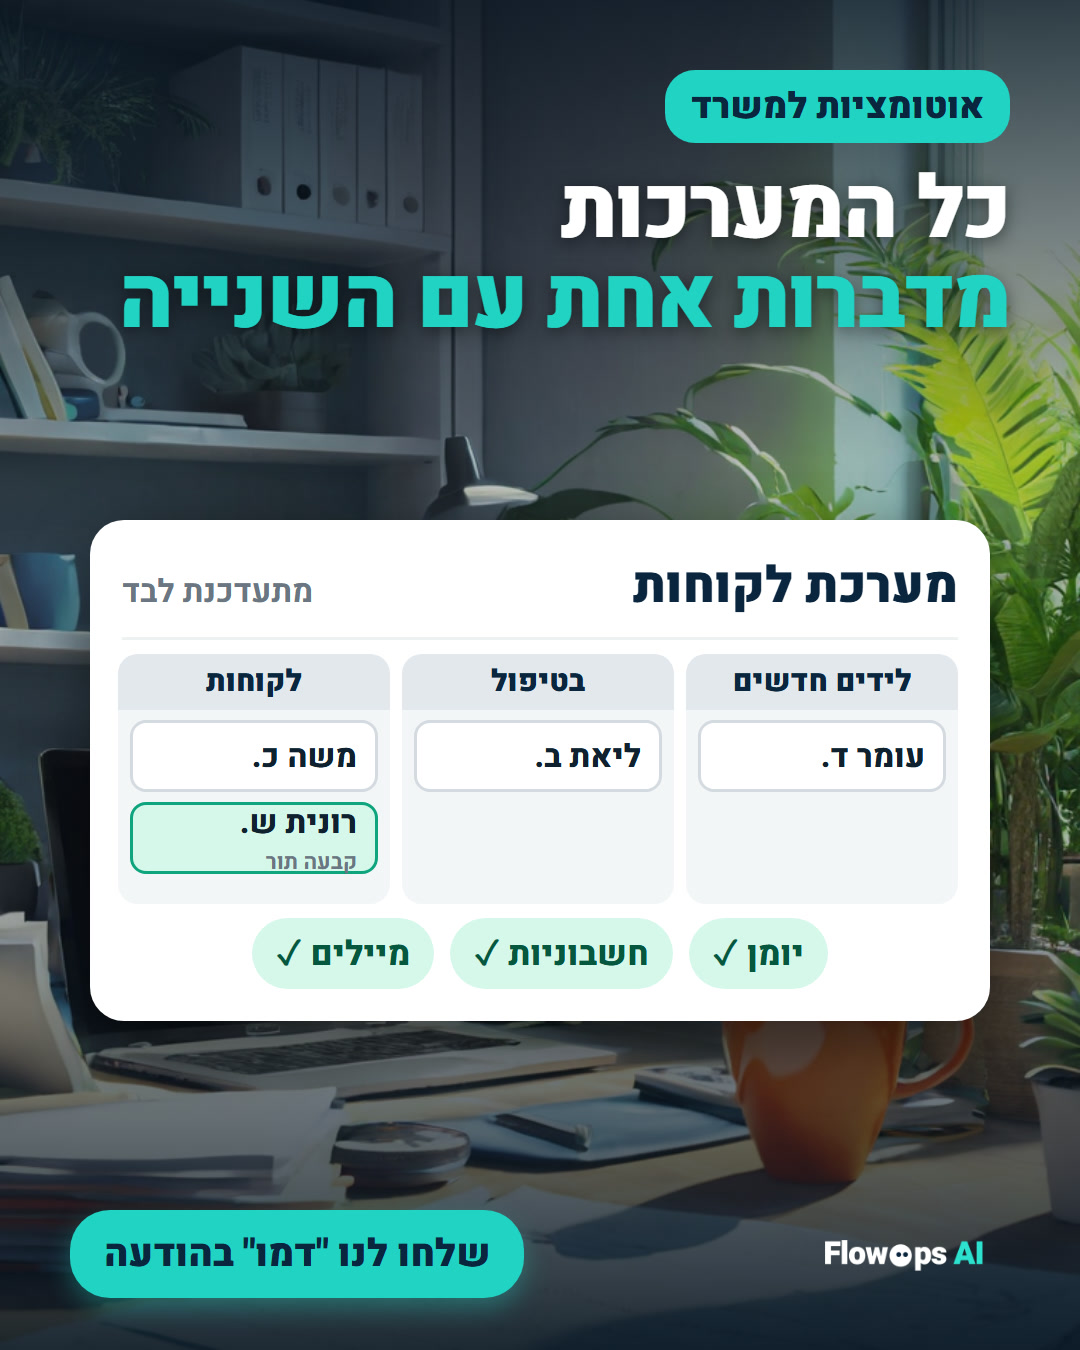 אוטומציות למשרד
כל המערכות
מדברות אחת עם השנייה
מערכת לקוחות
מתעדכנת לבד
לידים חדשים
בטיפול
לקוחות
עומר ד.
ליאת ב.
משה כ.
רונית ש.
קבעה תור
יומן ✓
חשבוניות ✓
מיילים ✓
שלחו לנו "דמו" בהודעה
Flowops AI